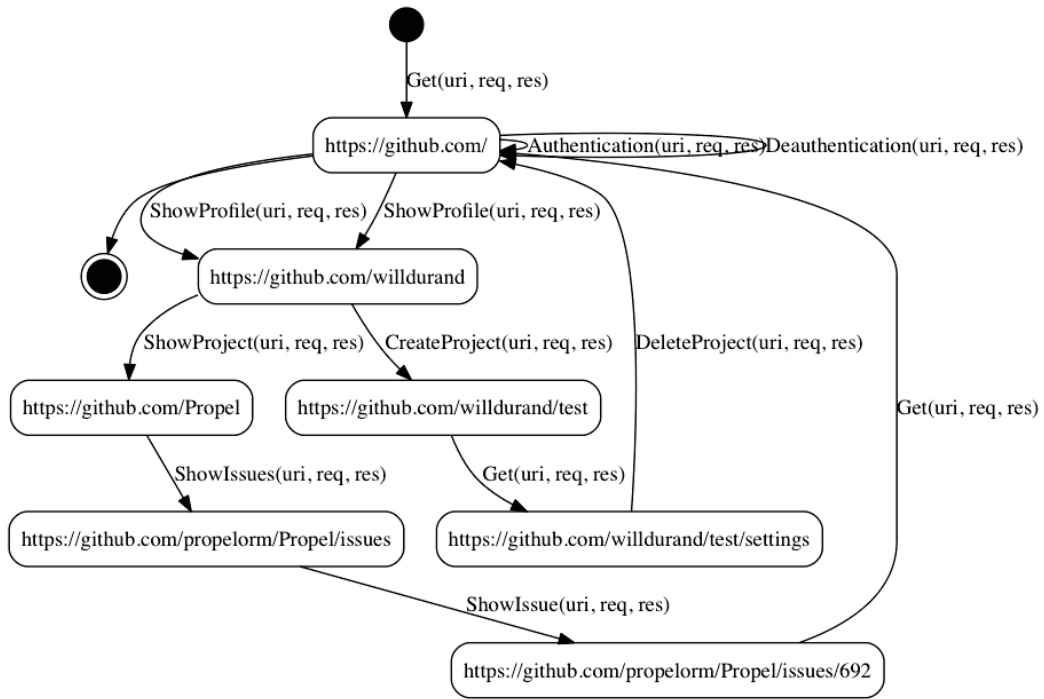 Get(uri, req, res)
https://github.com/
Authentication(uri, req, res)
Deauthentication(uri, req, res)
ShowProfile(uri, req, res)
ShowProfile(uri, req, res)
https://github.com/willdurand
ShowProject(uri, req, res)
CreateProject(uri, req, res)
DeleteProject(uri, req, res)
https://github.com/Propel
https://github.com/willdurand/test
Get(uri, req, res)
ShowIssues(uri, req, res)
Get(uri, req, res)
https://github.com/propelorm/Propel/issues
https://github.com/willdurand/test/settings
ShowIssue(uri, req, res)
https://github.com/propelorm/Propel/issues/692